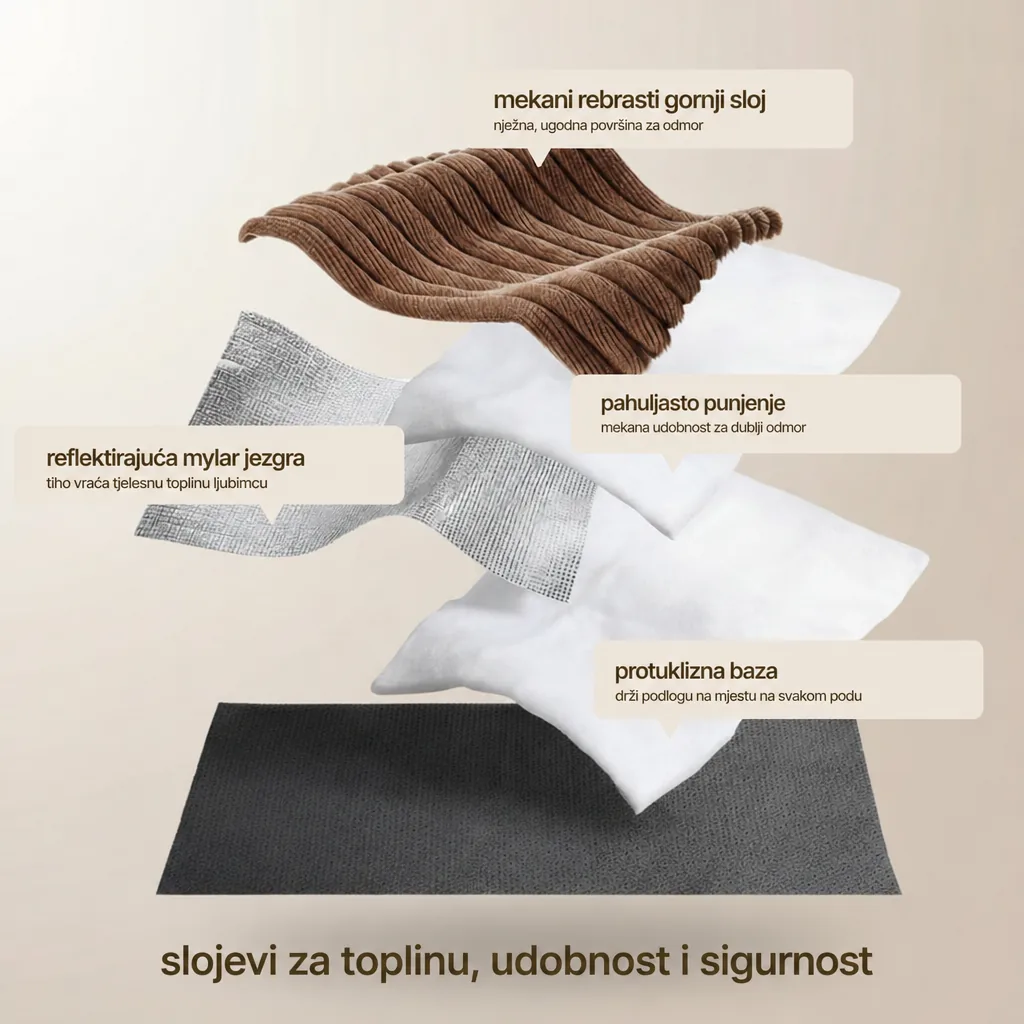 mekani rebrasti gornji sloj
nježna, ugodna površina za odmor
pahuljasto punjenje
mekana udobnost za dublji odmor
reflektirajuća mylar jezgra
tiho vraća tjelesnu toplinu ljubimcu
protuklizna baza
drži podlogu na mjestu na svakom podu
slojevi za toplinu, udobnost i sigurnost